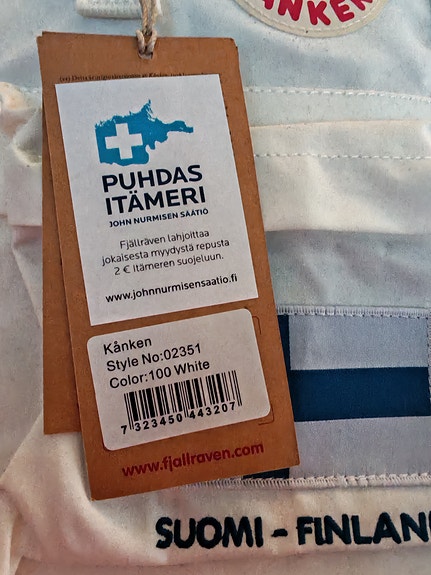 ÅNKEN
PUHDAS
ITÄMERI
JOHN NURMISEN SÄÄTIÖ
Fjällräven lahjoittaa
jokaisesta myydystä repusta
2 € Itämeren suojeluun.
www.johnnurmisensaatio.fi
Kånken
Style No:02351
Color:100 White
7 323450 443207
www.fjallraven.com
SUOMI - FINLAN